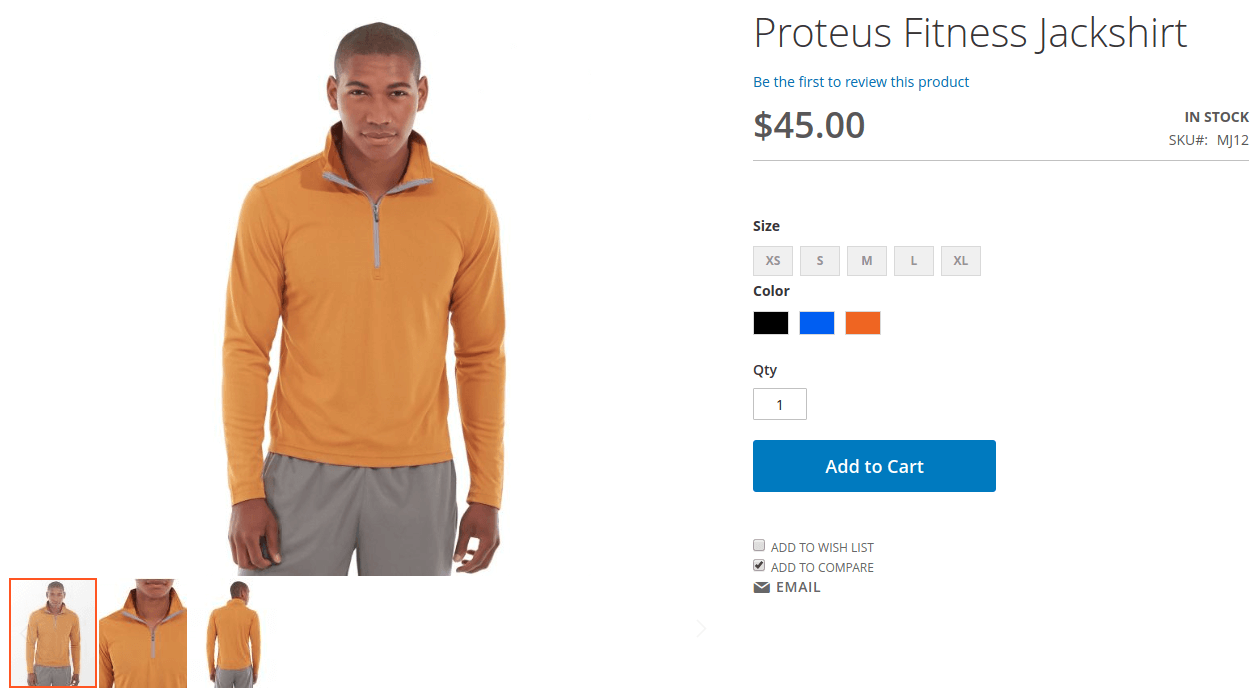 Proteus Fitness Jackshirt
Be the first to review this product
$45.00
IN STOCK
SKU#: MJ12
Size
XS S M L XL
Color
Qty
1
Add to Cart
ADD TO WISH LIST
ADD TO COMPARE
EMAIL